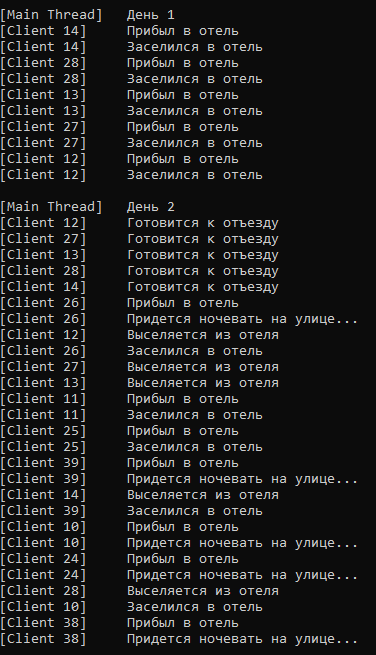 [Main Thread] День 1
[Client 14] Прибыл в отель
[Client 14] Заселился в отель
[Client 28] Прибыл в отель
[Client 28] Заселился в отель
[Client 13] Прибыл в отель
[Client 13] Заселился в отель
[Client 27] Прибыл в отель
[Client 27] Заселился в отель
[Client 12] Прибыл в отель
[Client 12] Заселился в отель
[Main Thread] День 2
[Client 12] Готовится к отъезду
[Client 27] Готовится к отъезду
[Client 13] Готовится к отъезду
[Client 28] Готовится к отъезду
[Client 14] Готовится к отъезду
[Client 26] Прибыл в отель
[Client 26] Придется ночевать на улице...
[Client 12] Выселяется из отеля
[Client 26] Заселился в отель
[Client 27] Выселяется из отеля
[Client 13] Выселяется из отеля
[Client 11] Прибыл в отель
[Client 11] Заселился в отель
[Client 25] Прибыл в отель
[Client 25] Заселился в отель
[Client 39] Прибыл в отель
[Client 39] Придется ночевать на улице...
[Client 14] Выселяется из отеля
[Client 39] Заселился в отель
[Client 10] Прибыл в отель
[Client 10] Придется ночевать на улице...
[Client 24] Прибыл в отель
[Client 24] Придется ночевать на улице...
[Client 28] Выселяется из отеля
[Client 10] Заселился в отель
[Client 38] Прибыл в отель
[Client 38] Придется ночевать на улице...